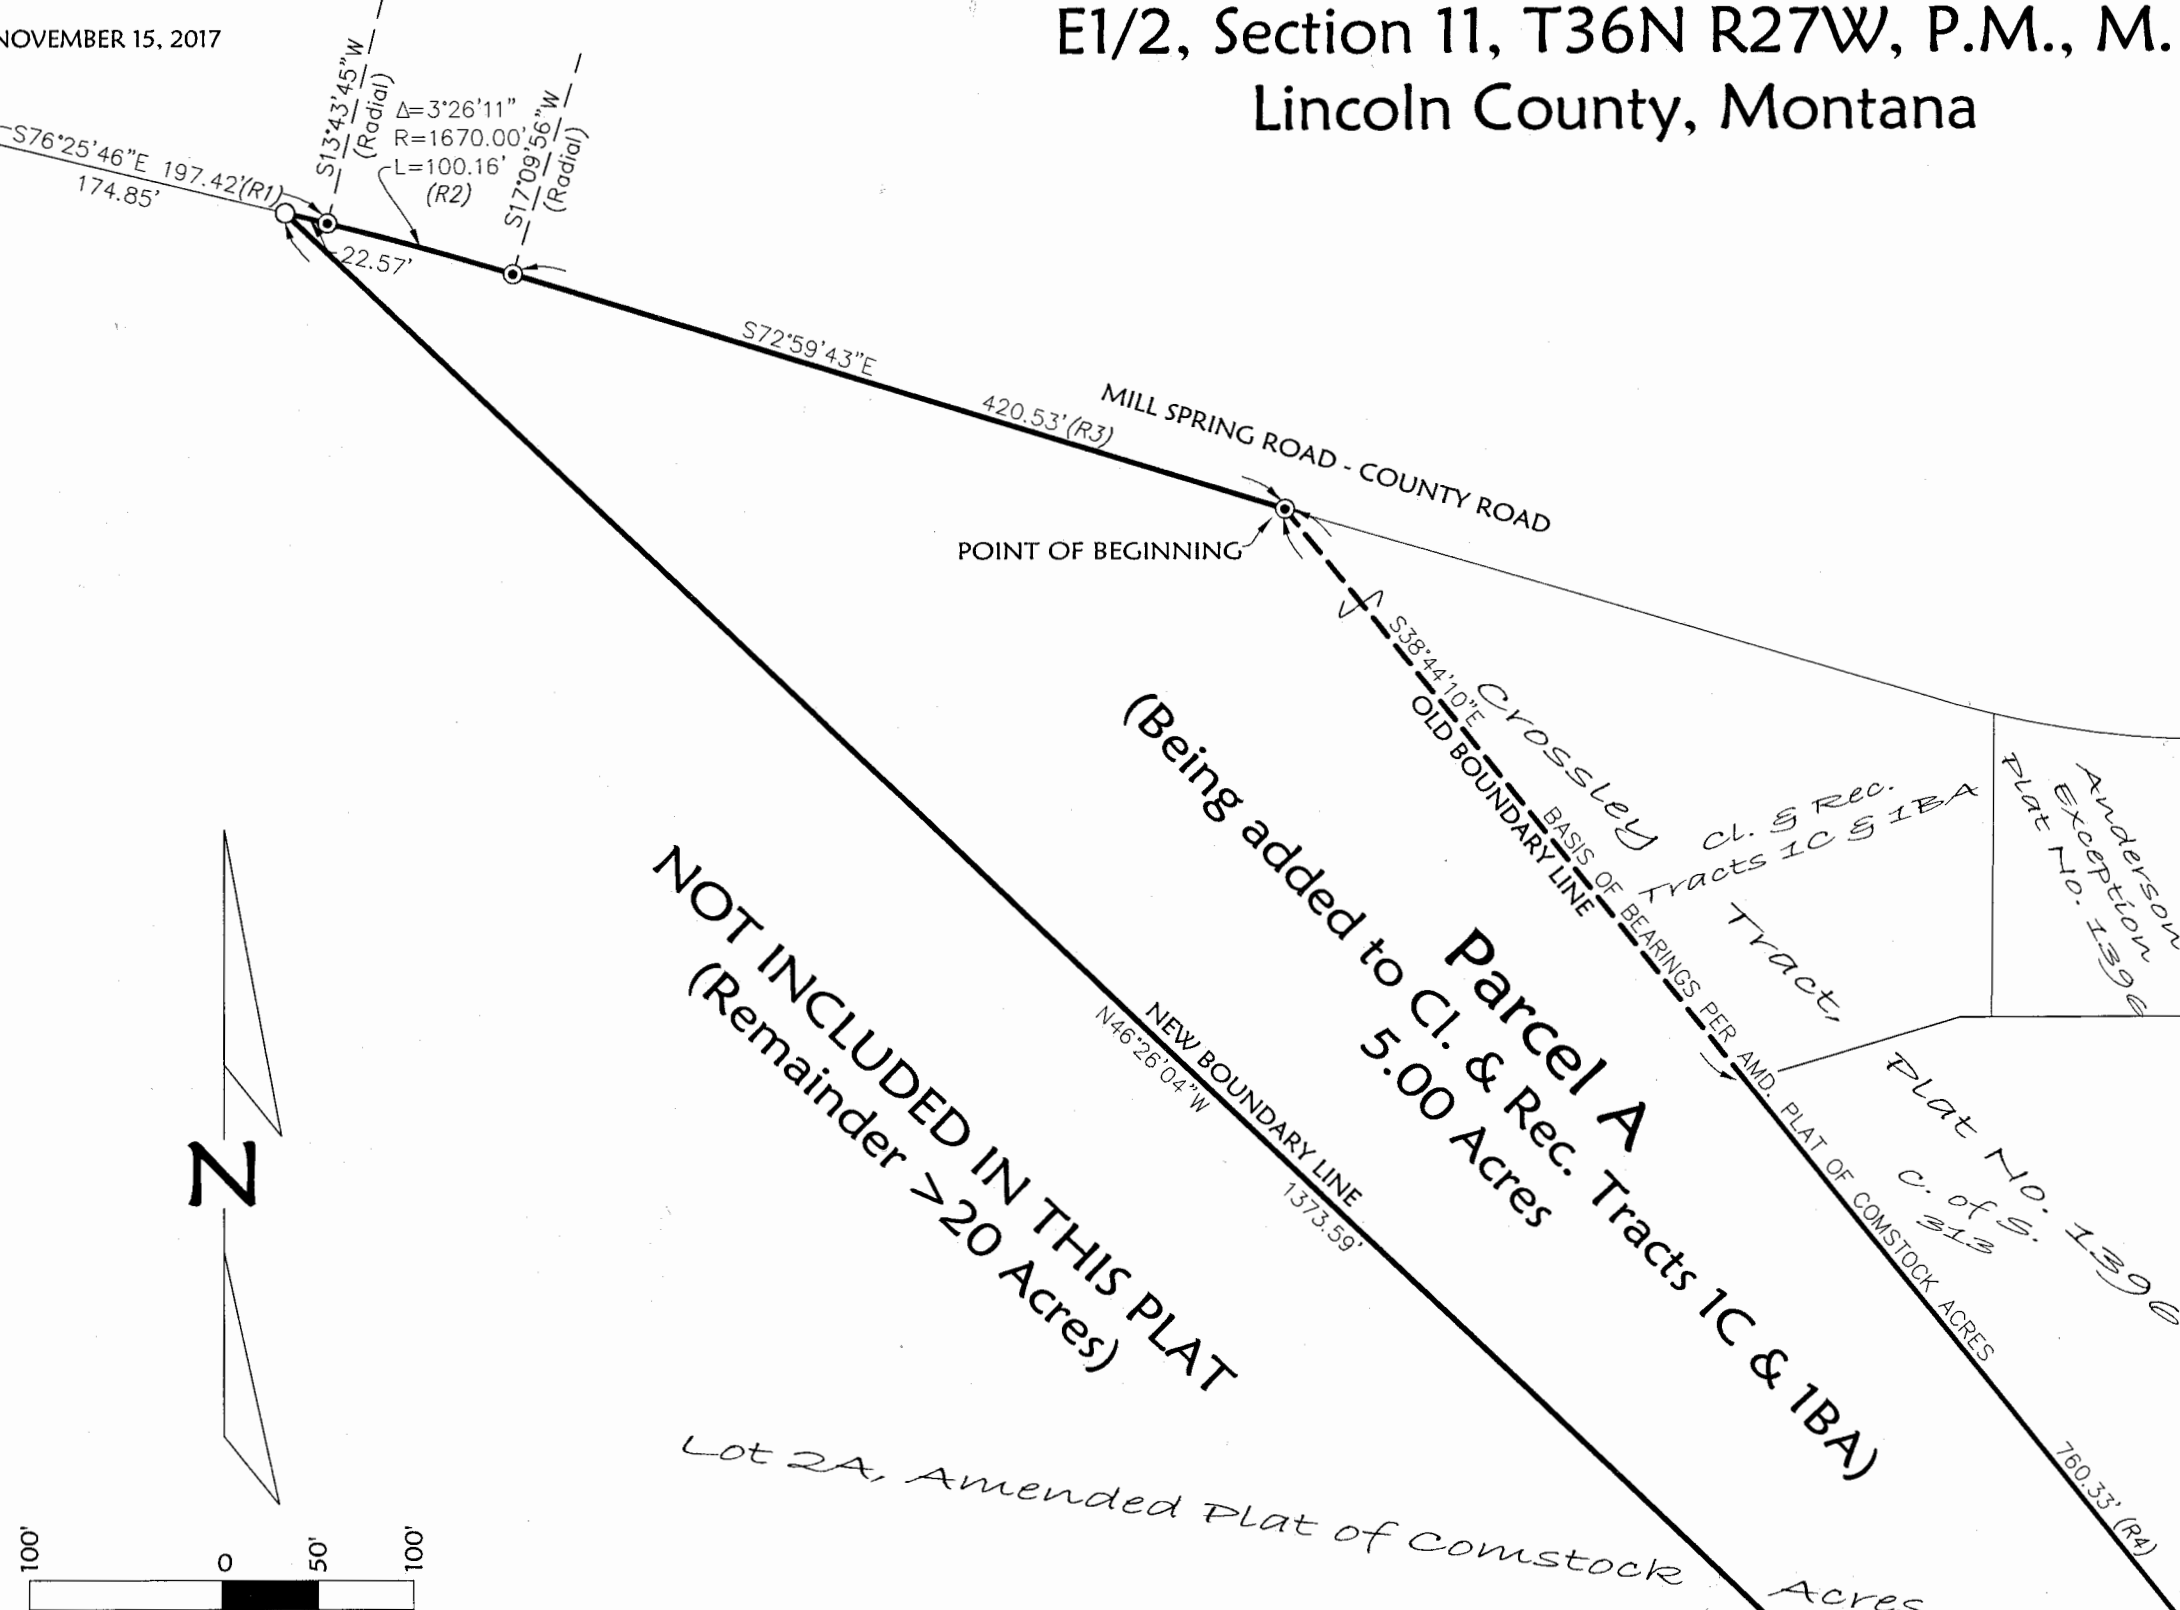 NOVEMBER 15, 2017
E1/2, Section 11, T36N R27W, P.M., M.
Lincoln County, Montana
S76°25'46"E 197.42'(R1)
174.85'
S13°43'45"W
(Radial)
Δ=3°26'11"
R=1670.00'
L=100.16'
(R2)
S17°09'56"W
(Radial)
22.57'
S72°59'43"E
420.53'(R3)
MILL SPRING ROAD - COUNTY ROAD
POINT OF BEGINNING
S38°44'10"E
OLD BOUNDARY LINE
BASIS OF BEARINGS PER AMD. PLAT OF COMSTOCK ACRES
760.33' (R4)
Crossley Tract,
Cl. & Rec.
Tracts 1C & 1BA
Plat No. 1396
Anderson
Exception
Plat No. 1396
C. of S.
313
Parcel A
(Being added to Cl. & Rec. Tracts 1C & 1BA)
5.00 Acres
NEW BOUNDARY LINE
N46°26'04"W
1373.59'
NOT INCLUDED IN THIS PLAT
(Remainder >20 Acres)
Lot 2A, Amended Plat of Comstock Acres
N
100'
0
50'
100'